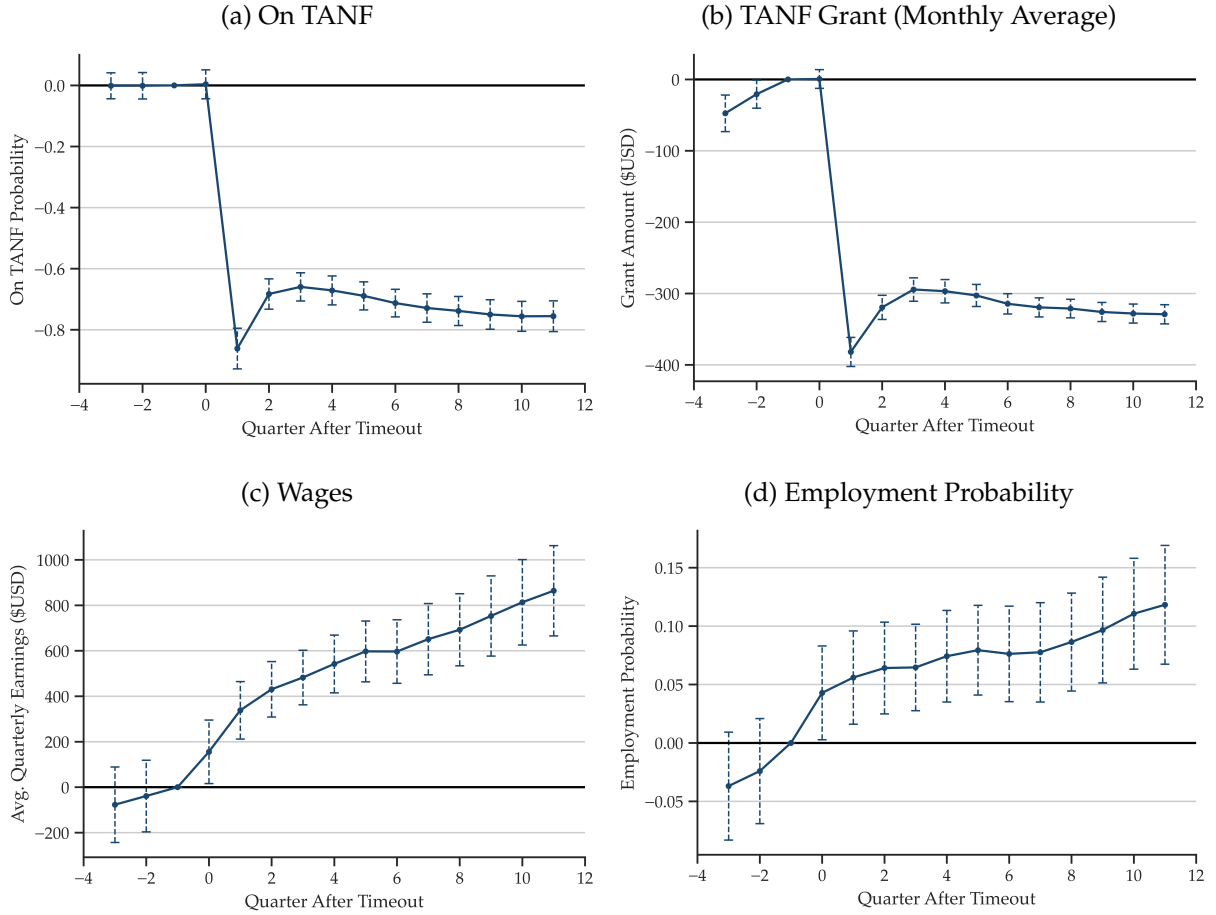 (a) On TANF
0.0
−0.2
−0.4
−0.6
−0.8
On TANF Probability
−4 −2 0 2 4 6 8 10 12
Quarter After Timeout
(b) TANF Grant (Monthly Average)
0
−100
−200
−300
−400
Grant Amount ($USD)
−4 −2 0 2 4 6 8 10 12
Quarter After Timeout
(c) Wages
1000
800
600
400
200
0
−200
Avg. Quarterly Earnings ($USD)
−4 −2 0 2 4 6 8 10 12
Quarter After Timeout
(d) Employment Probability
0.15
0.10
0.05
0.00
−0.05
Employment Probability
−4 −2 0 2 4 6 8 10 12
Quarter After Timeout